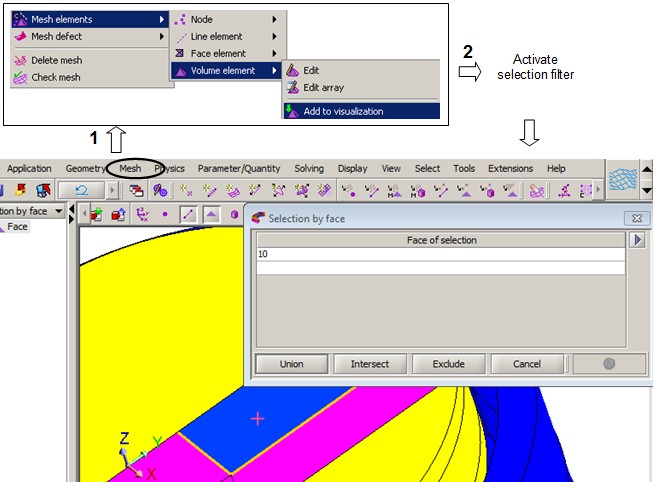 Mesh elements
Node
Mesh defect
Line element
Face element
Delete mesh
Volume element
Check mesh
Edit
Edit array
Add to visualization
1
2
Activate
selection filter
Application Geometry Mesh Physics Parameter/Quantity Solving Display View Select Tools Extensions Help
ion by face
Face
Selection by face
Face of selection
10
Union Intersect Exclude Cancel
Z
Y
X